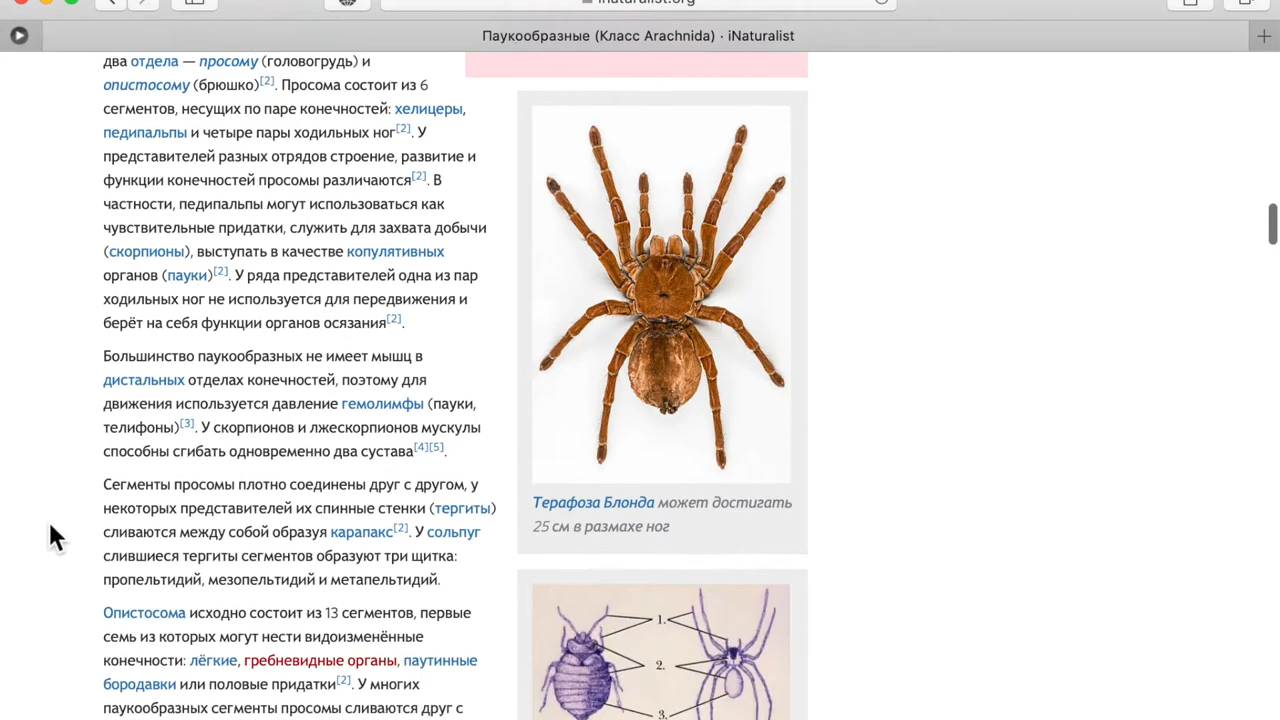 inaturalist.org
Паукообразные (Класс Arachnida) · iNaturalist
два отдела — просому (головогрудь) и
опистосому (брюшко)[2]. Просома состоит из 6
сегментов, несущих по паре конечностей: хелицеры,
педипальпы и четыре пары ходильных ног[2]. У
представителей разных отрядов строение, развитие и
функции конечностей просомы различаются[2]. В
частности, педипальпы могут использоваться как
чувствительные придатки, служить для захвата добычи
(скорпионы), выступать в качестве копулятивных
органов (пауки)[2]. У ряда представителей одна из пар
ходильных ног не используется для передвижения и
берёт на себя функции органов осязания[2].
Большинство паукообразных не имеет мышц в
дистальных отделах конечностей, поэтому для
движения используется давление гемолимфы (пауки,
телифоны)[3]. У скорпионов и лжескорпионов мускулы
способны сгибать одновременно два сустава[4][5].
Сегменты просомы плотно соединены друг с другом, у
некоторых представителей их спинные стенки (тергиты)
сливаются между собой образуя карапакс[2]. У сольпуг
слившиеся тергиты сегментов образуют три щитка:
пропельтидий, мезопельтидий и метапельтидий.
Опистосома исходно состоит из 13 сегментов, первые
семь из которых могут нести видоизменённые
конечности: лёгкие, гребневидные органы, паутинные
бородавки или половые придатки[2]. У многих
паукообразных сегменты просомы сливаются друг с
Терафоза Блонда может достигать
25 см в размахе ног
1.
2.
3.